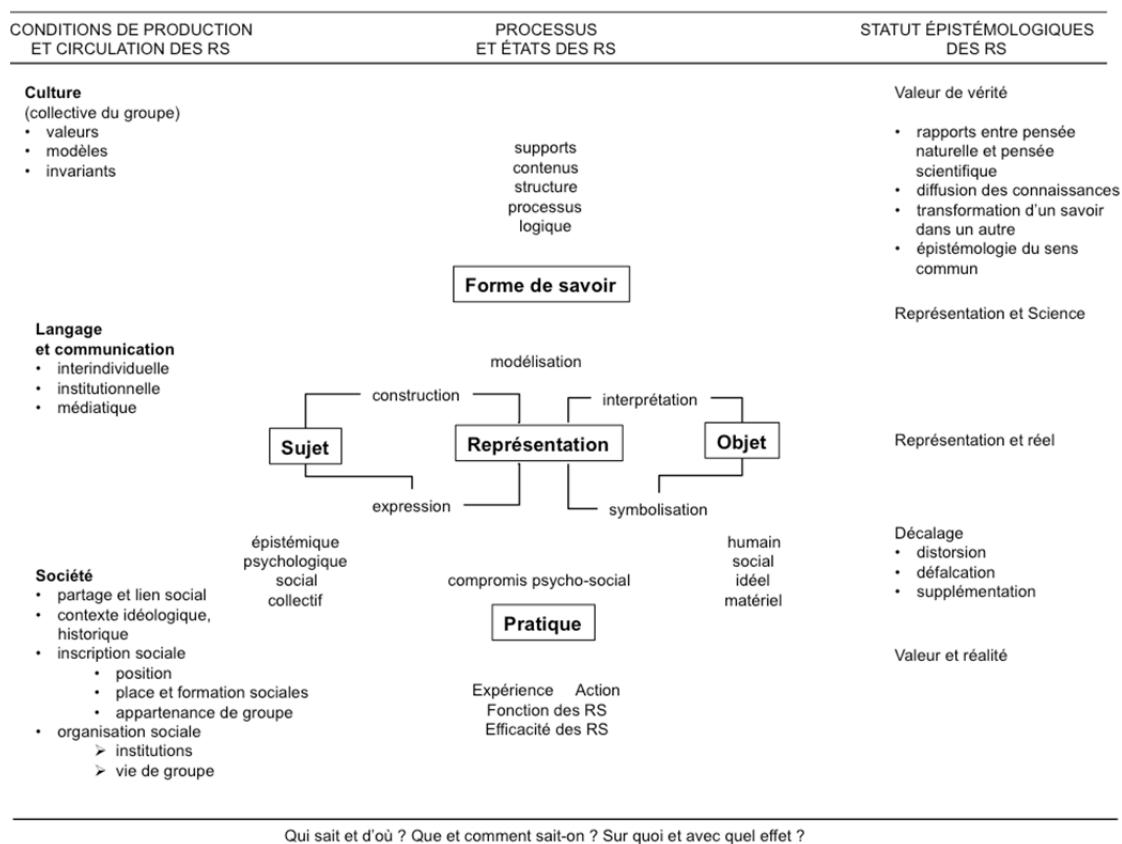 CONDITIONS DE PRODUCTION
ET CIRCULATION DES RS
PROCESSUS
ET ÉTATS DES RS
STATUT ÉPISTÉMOLOGIQUES
DES RS
Culture
(collective du groupe)
• valeurs
• modèles
• invariants
Langage
et communication
• interindividuelle
• institutionnelle
• médiatique
Société
• partage et lien social
• contexte idéologique,
historique
• inscription sociale
• position
• place et formation sociales
• appartenance de groupe
• organisation sociale
➢ institutions
➢ vie de groupe
supports
contenus
structure
processus
logique
Forme de savoir
modélisation
construction
interprétation
Sujet
Représentation
Objet
expression
symbolisation
épistémique
psychologique
social
collectif
compromis psycho-social
humain
social
idéel
matériel
Pratique
Expérience Action
Fonction des RS
Efficacité des RS
Valeur de vérité
• rapports entre pensée
naturelle et pensée
scientifique
• diffusion des connaissances
• transformation d’un savoir
dans un autre
• épistémologie du sens
commun
Représentation et Science
Représentation et réel
Décalage
• distorsion
• défalcation
• supplémentation
Valeur et réalité
Qui sait et d’où ? Que et comment sait-on ? Sur quoi et avec quel effet ?